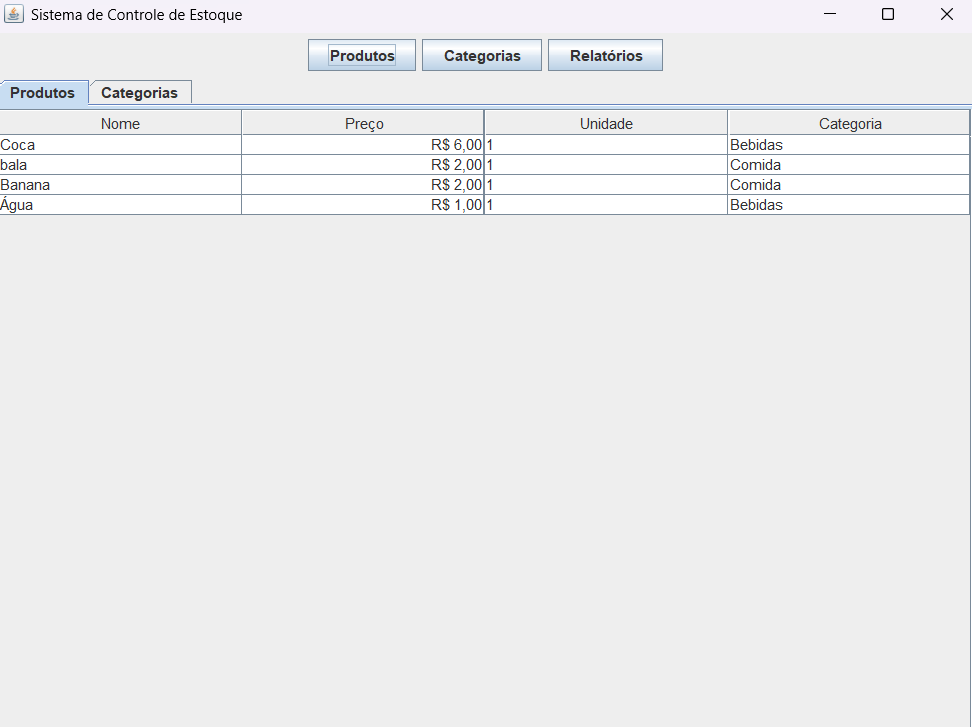 Sistema de Controle de Estoque
Produtos Categorias Relatórios
Produtos Categorias
Nome Preço Unidade Categoria
Coca R$ 6,00 1 Bebidas
bala R$ 2,00 1 Comida
Banana R$ 2,00 1 Comida
Água R$ 1,00 1 Bebidas